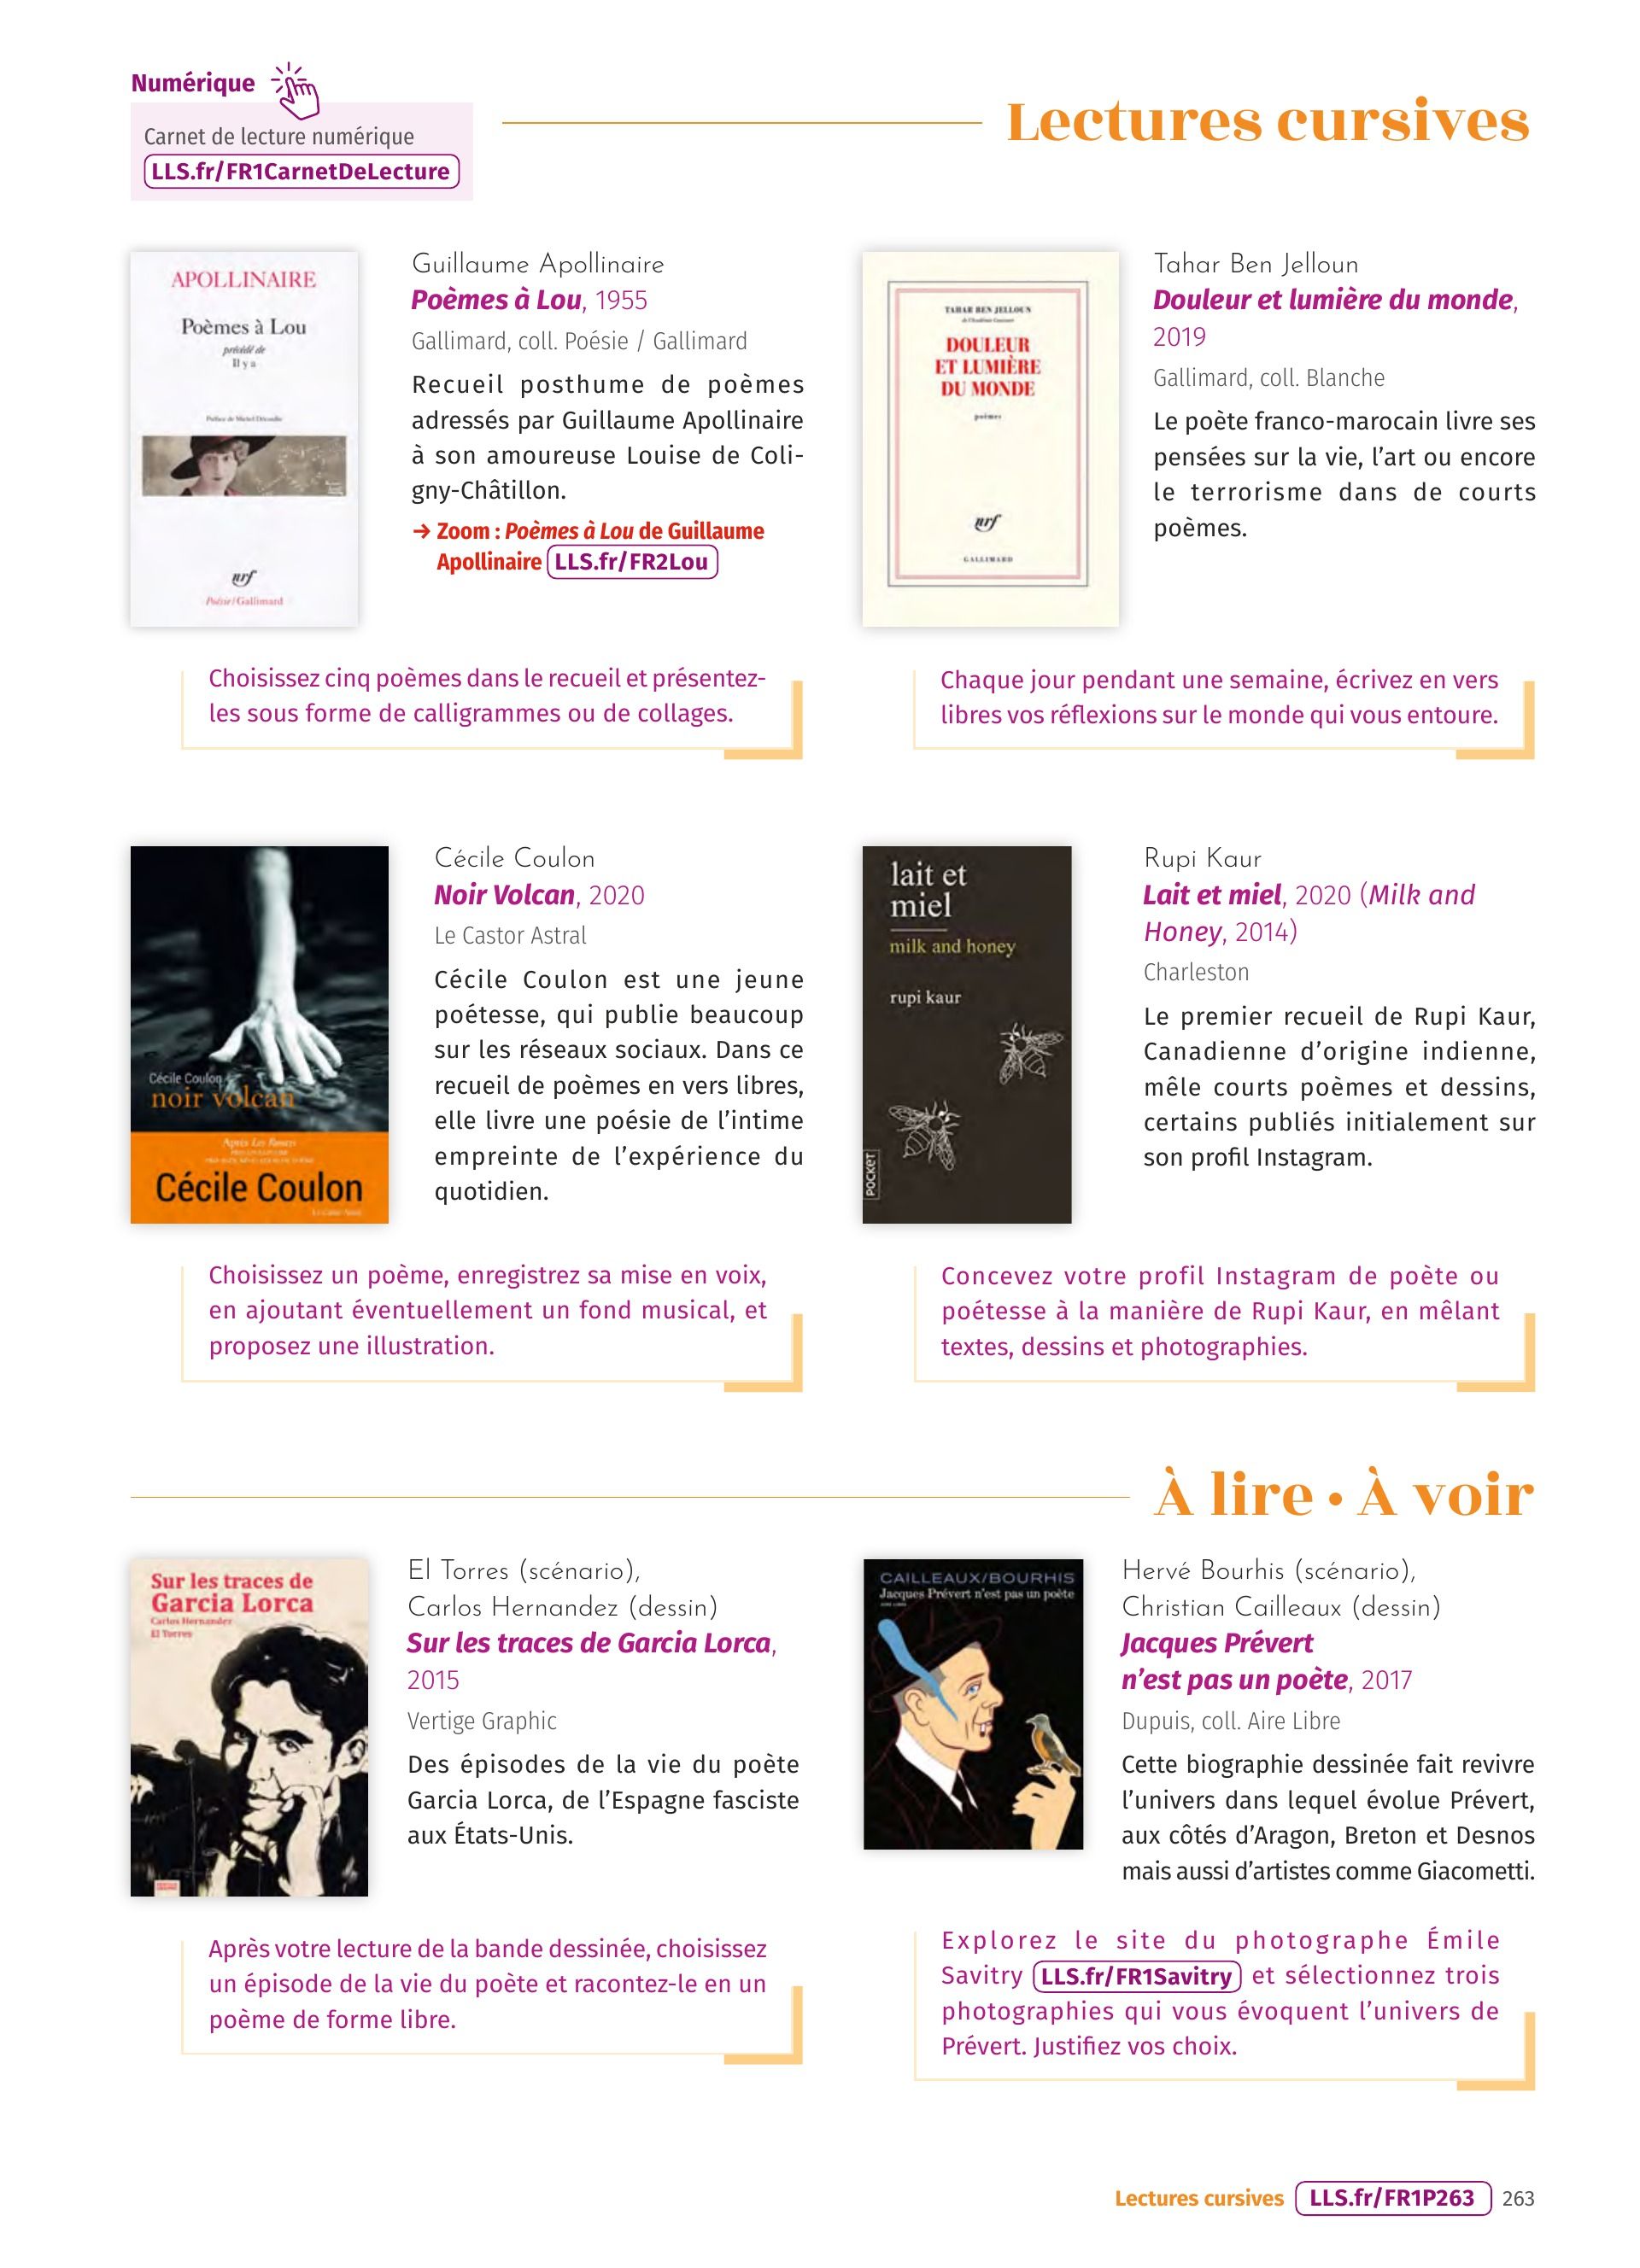 Numérique
Carnet de lecture numérique
LLS.fr/FR1CarnetDeLecture
Lectures cursives
APOLLINAIRE
Poèmes à Lou
précédé de
Il y a
Préface de Michel Décaudin
nrf
Poésie/Gallimard
Guillaume Apollinaire
Poèmes à Lou, 1955
Gallimard, coll. Poésie / Gallimard
Recueil posthume de poèmes
adressés par Guillaume Apollinaire
à son amoureuse Louise de Coli-
gny-Châtillon.
→ Zoom : Poèmes à Lou de Guillaume
Apollinaire LLS.fr/FR2Lou
Choisissez cinq poèmes dans le recueil et présentez-
les sous forme de calligrammes ou de collages.
TAHAR BEN JELLOUN
de l'Académie Goncourt
DOULEUR
ET LUMIÈRE
DU MONDE
poèmes
nrf
GALLIMARD
Tahar Ben Jelloun
Douleur et lumière du monde,
2019
Gallimard, coll. Blanche
Le poète franco-marocain livre ses
pensées sur la vie, l'art ou encore
le terrorisme dans de courts
poèmes.
Chaque jour pendant une semaine, écrivez en vers
libres vos réflexions sur le monde qui vous entoure.
Cécile Coulon
noir volcan
Après Les Ronces
Cécile Coulon
Le Castor Astral
Cécile Coulon
Noir Volcan, 2020
Le Castor Astral
Cécile Coulon est une jeune
poétesse, qui publie beaucoup
sur les réseaux sociaux. Dans ce
recueil de poèmes en vers libres,
elle livre une poésie de l'intime
empreinte de l'expérience du
quotidien.
Choisissez un poème, enregistrez sa mise en voix,
en ajoutant éventuellement un fond musical, et
proposez une illustration.
lait et
miel
milk and honey
rupi kaur
POCKET
Rupi Kaur
Lait et miel, 2020 (Milk and
Honey, 2014)
Charleston
Le premier recueil de Rupi Kaur,
Canadienne d'origine indienne,
mêle courts poèmes et dessins,
certains publiés initialement sur
son profil Instagram.
Concevez votre profil Instagram de poète ou
poétesse à la manière de Rupi Kaur, en mêlant
textes, dessins et photographies.
À lire • À voir
Sur les traces de
Garcia Lorca
Carlos Hernandez
El Torres
El Torres (scénario),
Carlos Hernandez (dessin)
Sur les traces de Garcia Lorca,
2015
Vertige Graphic
Des épisodes de la vie du poète
Garcia Lorca, de l'Espagne fasciste
aux États-Unis.
Après votre lecture de la bande dessinée, choisissez
un épisode de la vie du poète et racontez-le en un
poème de forme libre.
CAILLEAUX/BOURHIS
Jacques Prévert n'est pas un poète
Hervé Bourhis (scénario),
Christian Cailleaux (dessin)
Jacques Prévert
n'est pas un poète, 2017
Dupuis, coll. Aire Libre
Cette biographie dessinée fait revivre
l'univers dans lequel évolue Prévert,
aux côtés d'Aragon, Breton et Desnos
mais aussi d'artistes comme Giacometti.
Explorez le site du photographe Émile
Savitry LLS.fr/FR1Savitry et sélectionnez trois
photographies qui vous évoquent l'univers de
Prévert. Justifiez vos choix.
Lectures cursives LLS.fr/FR1P263 263